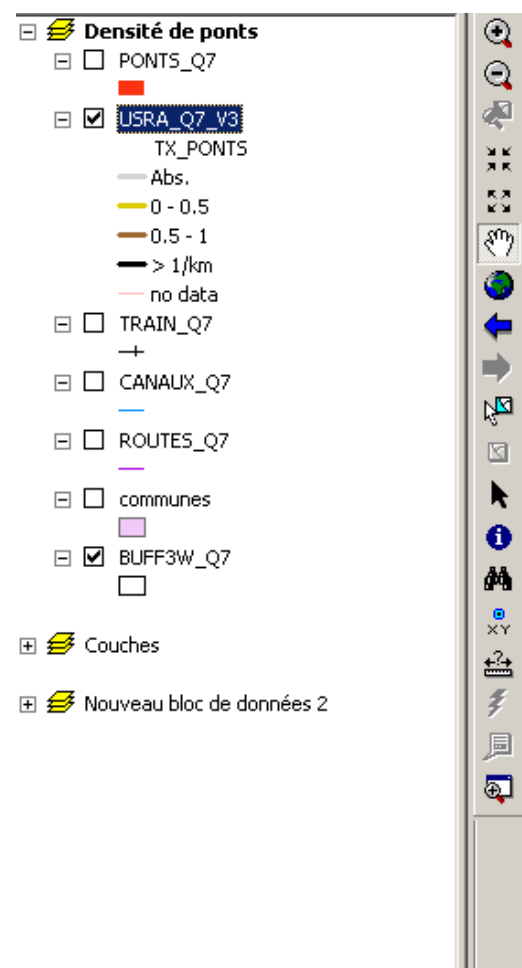 Densité de ponts
PONTS_Q7
USRA_Q7_V3
TX_PONTS
Abs.
0 - 0.5
0.5 - 1
> 1/km
no data
TRAIN_Q7
CANAUX_Q7
ROUTES_Q7
communes
BUFF3W_Q7
Couches
Nouveau bloc de données 2
XY